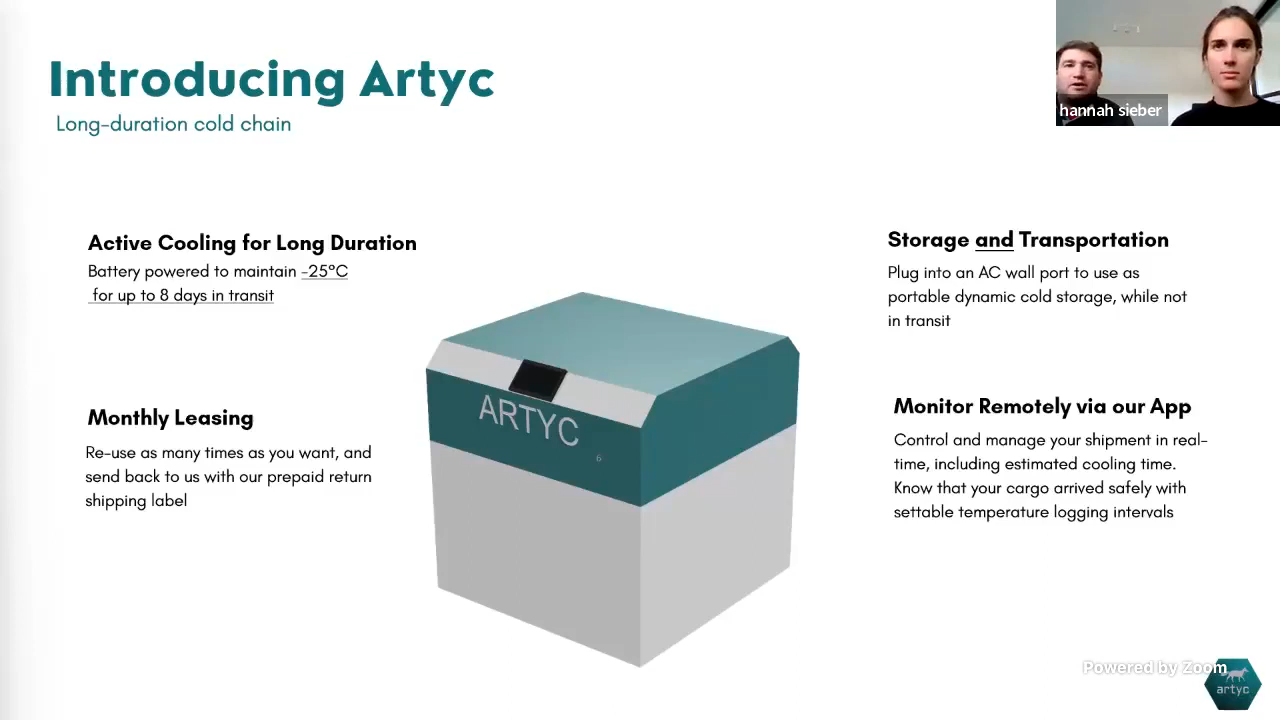 Introducing Artyc
Long-duration cold chain
hannah sieber
Active Cooling for Long Duration
Battery powered to maintain -25°C
for up to 8 days in transit
Storage and Transportation
Plug into an AC wall port to use as
portable dynamic cold storage, while not
in transit
Monthly Leasing
Re-use as many times as you want, and
send back to us with our prepaid return
shipping label
ARTYC
6
Monitor Remotely via our App
Control and manage your shipment in real-
time, including estimated cooling time.
Know that your cargo arrived safely with
settable temperature logging intervals
Powered by Zoom
artyc